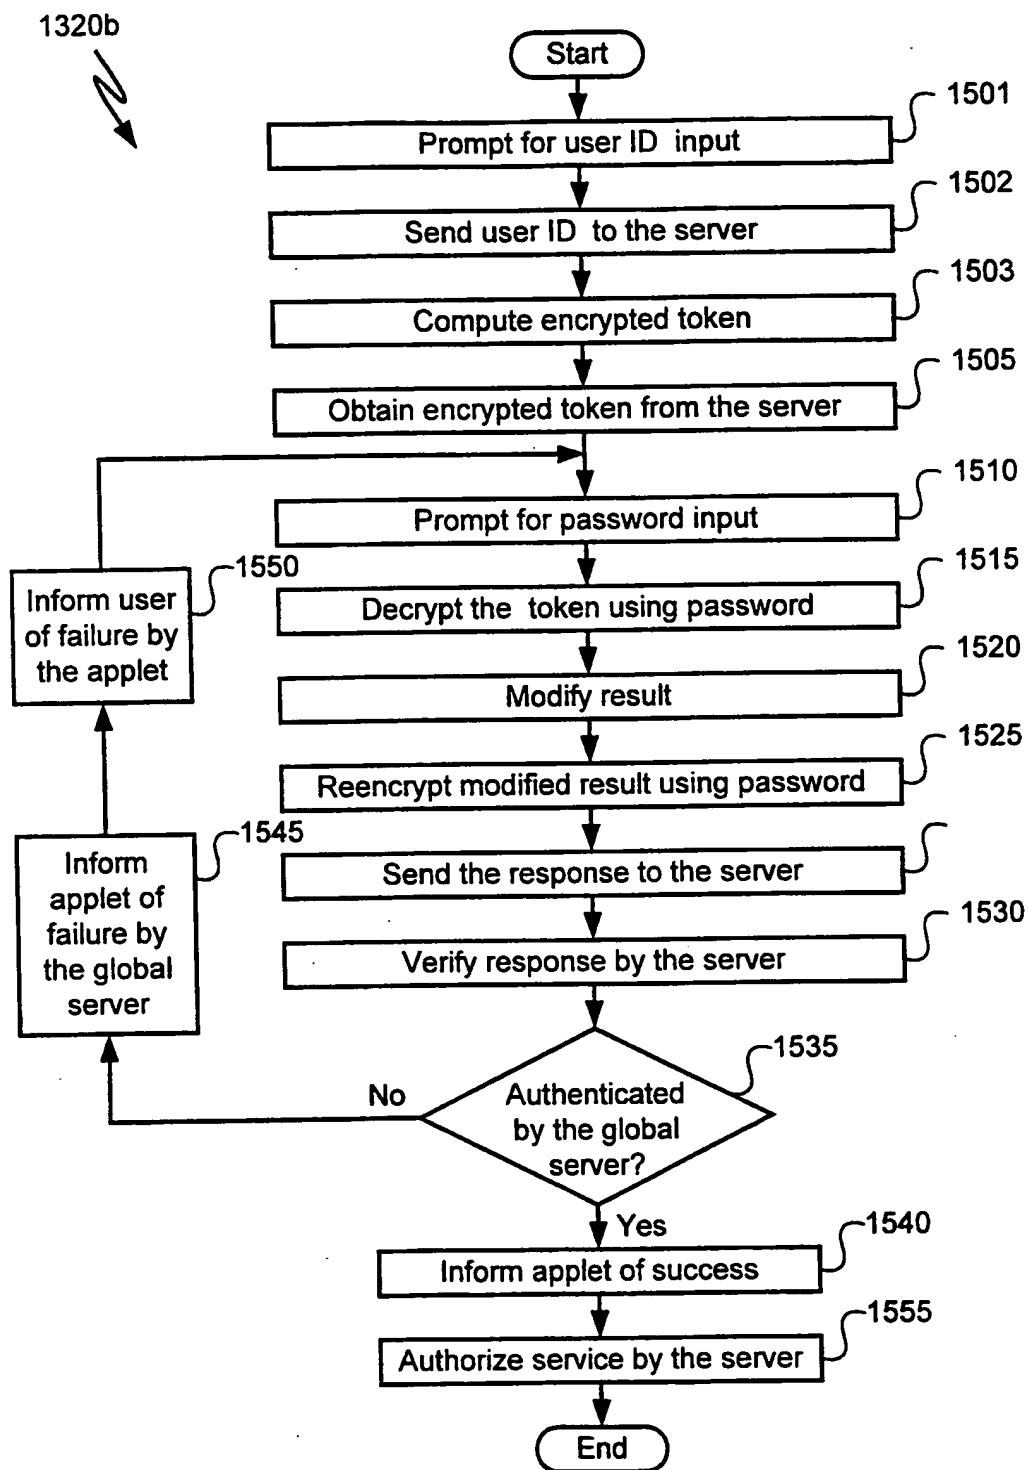 1320b
Start
Prompt for user ID input
1501
Send user ID to the server
1502
Compute encrypted token
1503
Obtain encrypted token from the server
1505
Prompt for password input
1510
Decrypt the token using password
1515
Modify result
1520
Reencrypt modified result using password
1525
Send the response to the server
Verify response by the server
1530
Authenticated
by the global
server?
1535
No
Yes
Inform
applet of
failure by
the global
server
1545
Inform user
of failure by
the applet
1550
Inform applet of success
1540
Authorize service by the server
1555
End